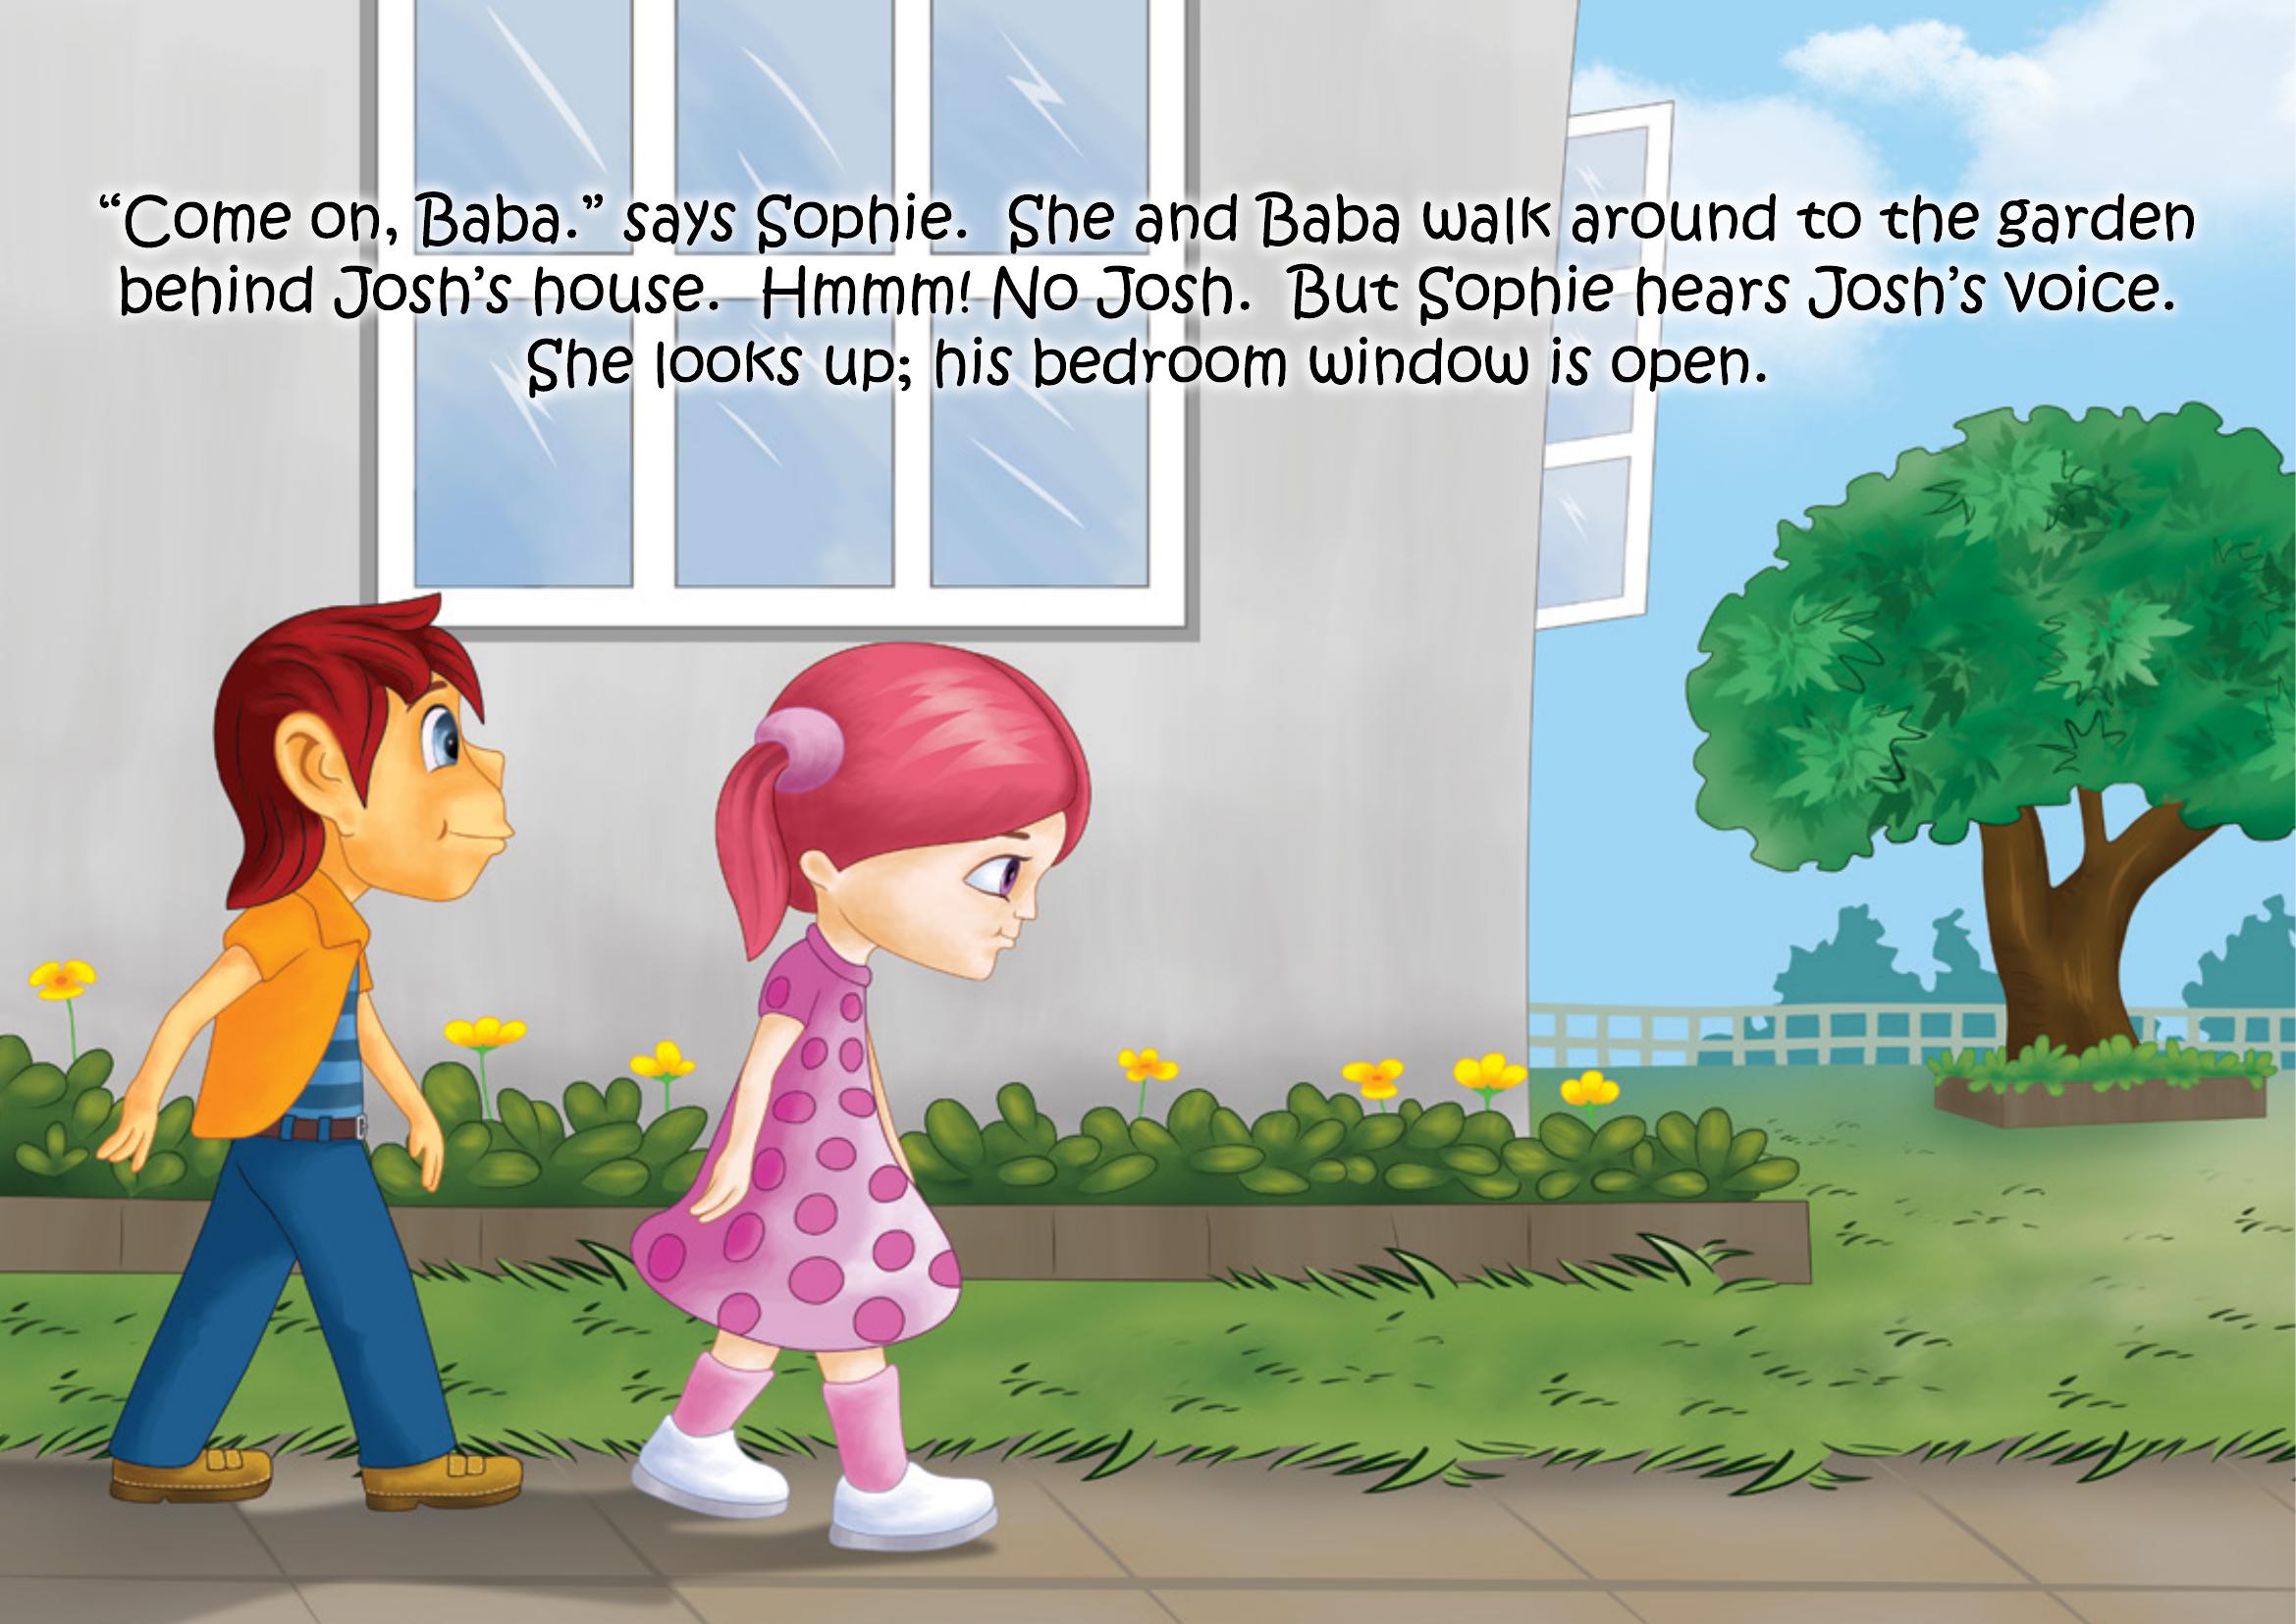 “Come on, Baba.” says Sophie.  She and Baba walk around to the garden
behind Josh’s house.  Hmmm! No Josh.  But Sophie hears Josh’s voice.
She looks up; his bedroom window is open.